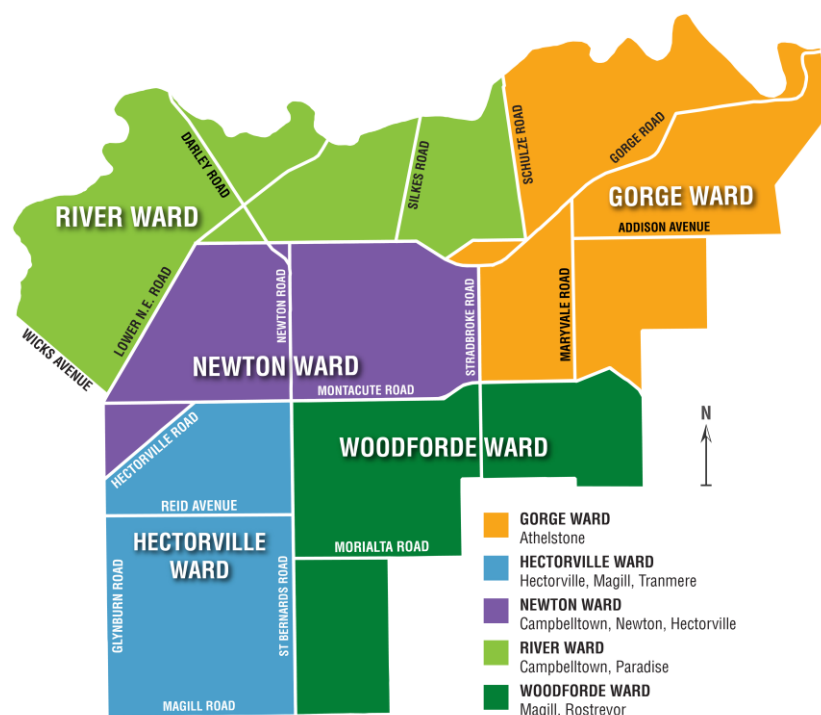 DARLEY ROAD
SILKES ROAD
SCHULZE ROAD
GORGE ROAD
RIVER WARD
GORGE WARD
ADDISON AVENUE
LOWER N.E. ROAD
NEWTON ROAD
STRADBROKE ROAD
MARYVALE ROAD
WICKS AVENUE
NEWTON WARD
MONTACUTE ROAD
HECTORVILLE ROAD
WOODFORDE WARD
N
REID AVENUE
HECTORVILLE
WARD
MORIALTA ROAD
GLYNBURN ROAD
ST BERNARDS ROAD
MAGILL ROAD
GORGE WARD
Athelstone
HECTORVILLE WARD
Hectorville, Magill, Tranmere
NEWTON WARD
Campbelltown, Newton, Hectorville
RIVER WARD
Campbelltown, Paradise
WOODFORDE WARD
Magill, Rostrevor